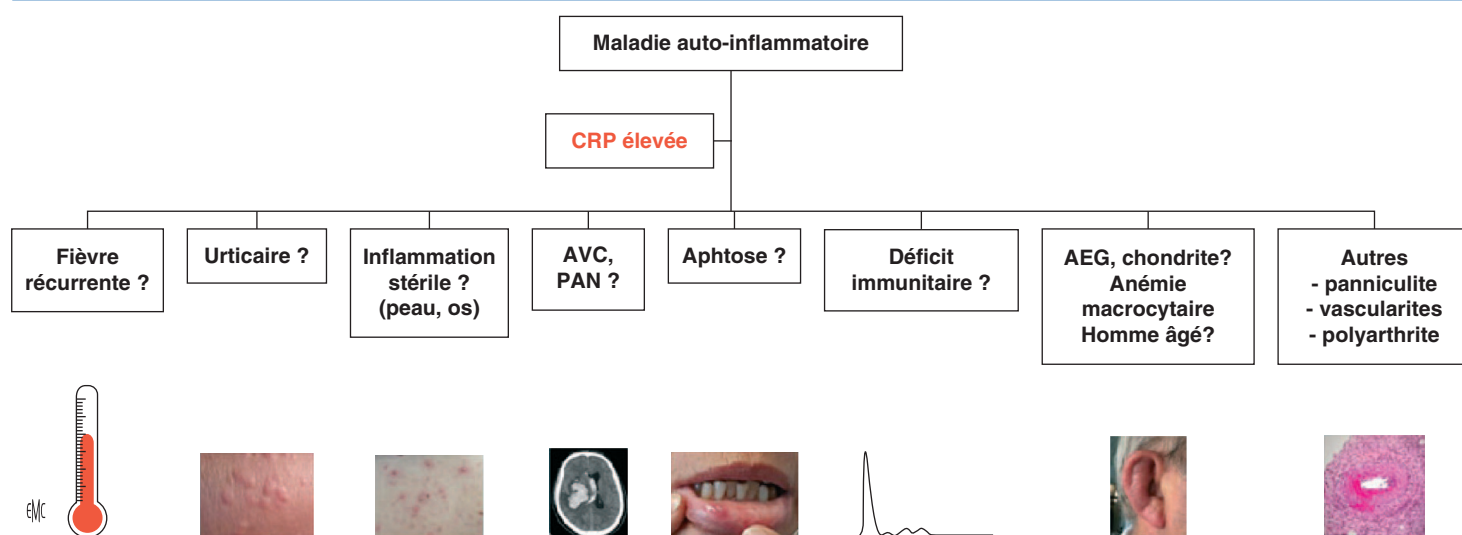 Maladie auto-inflammatoire
CRP élevée
Fièvre
récurrente ?
Urticaire ?
Inflammation
stérile ?
(peau, os)
AVC,
PAN ?
Aphtose ?
Déficit
immunitaire ?
AEG, chondrite?
Anémie
macrocytaire
Homme âgé?
Autres
- panniculite
- vascularites
- polyarthrite
EMC